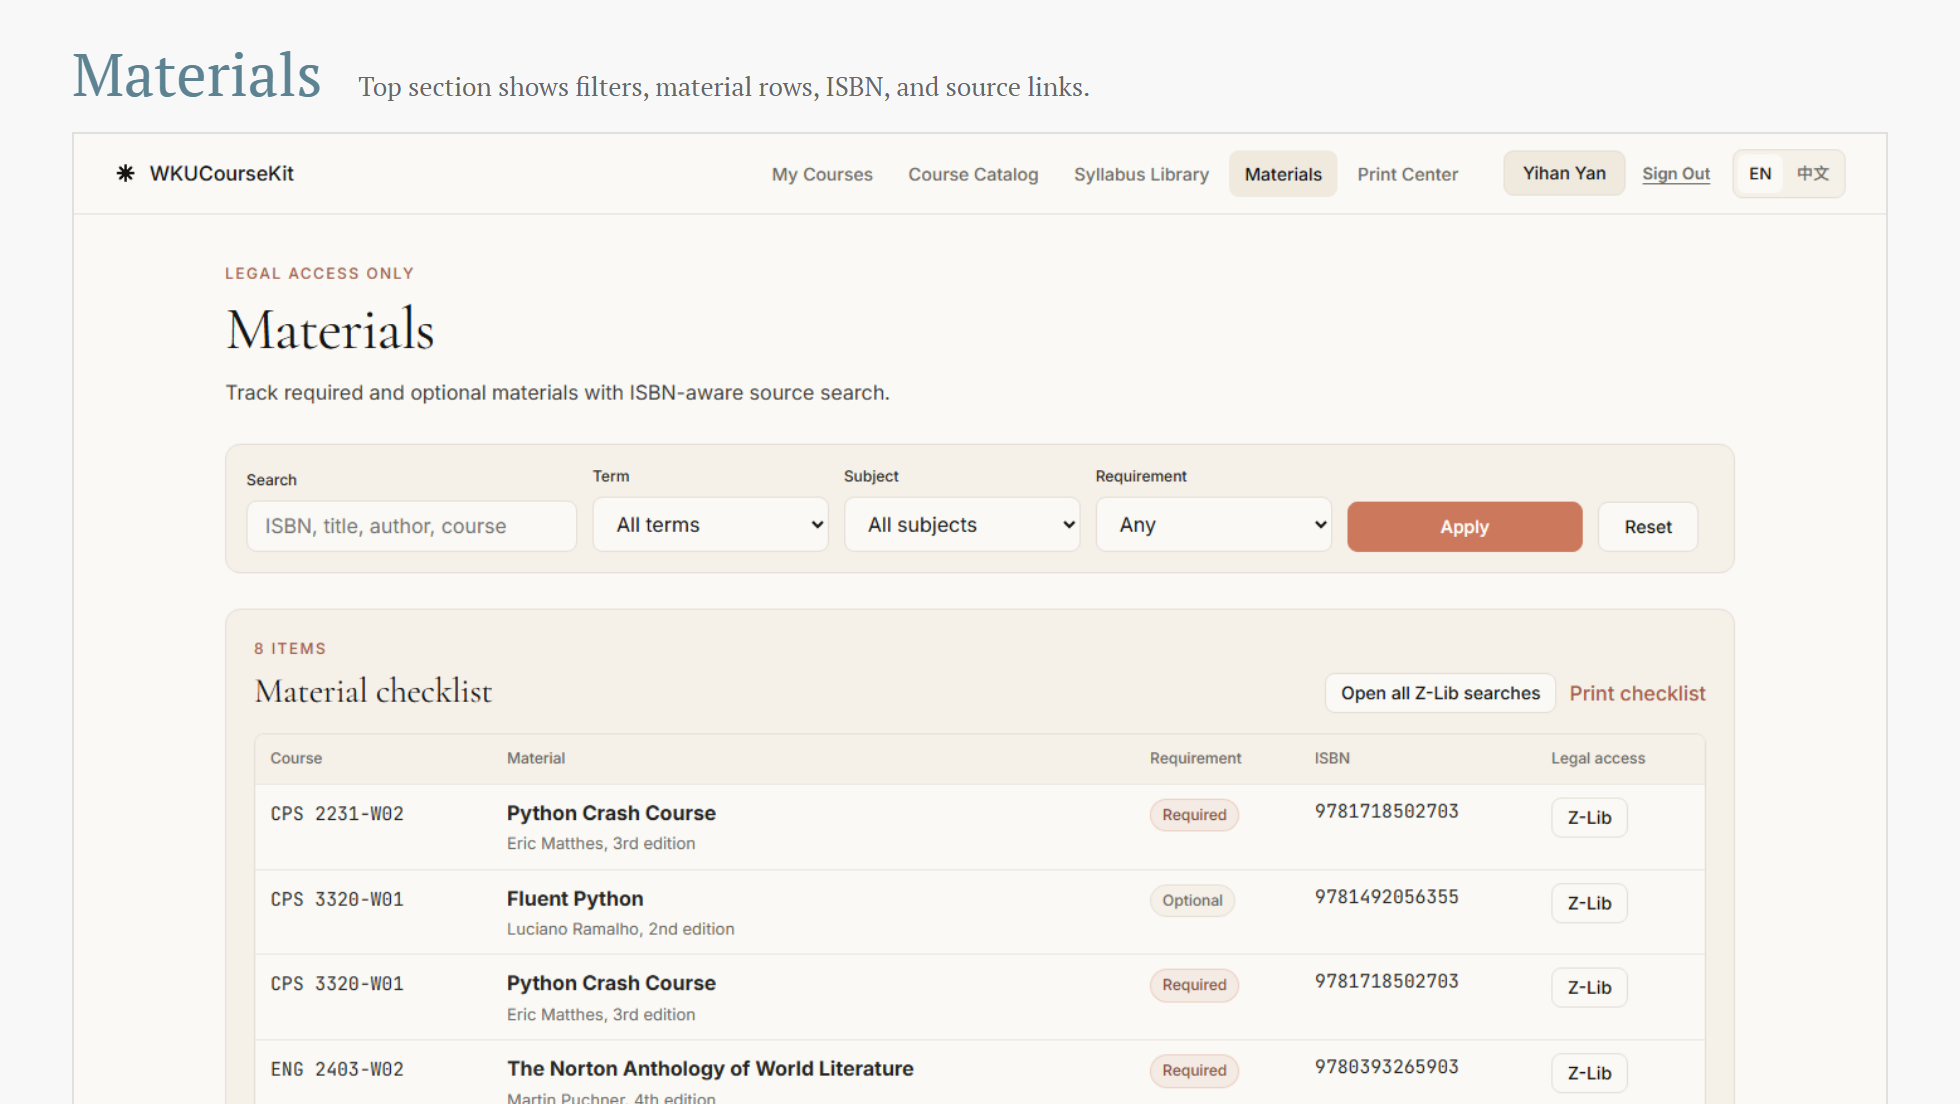 Materials Top section shows filters, material rows, ISBN, and source links.
WKUCourseKit My Courses Course Catalog Syllabus Library Materials Print Center Yihan Yan Sign Out EN 中文
LEGAL ACCESS ONLY
Materials
Track required and optional materials with ISBN-aware source search.
Search Term Subject Requirement
ISBN, title, author, course All terms All subjects Any Apply Reset
8 ITEMS
Material checklist Open all Z-Lib searches Print checklist
Course Material Requirement ISBN Legal access
CPS 2231-W02 Python Crash Course Required 9781718502703 Z-Lib
Eric Matthes, 3rd edition
CPS 3320-W01 Fluent Python Optional 9781492056355 Z-Lib
Luciano Ramalho, 2nd edition
CPS 3320-W01 Python Crash Course Required 9781718502703 Z-Lib
Eric Matthes, 3rd edition
ENG 2403-W02 The Norton Anthology of World Literature Required 9780393265903 Z-Lib
Martin Puchner, 4th edition